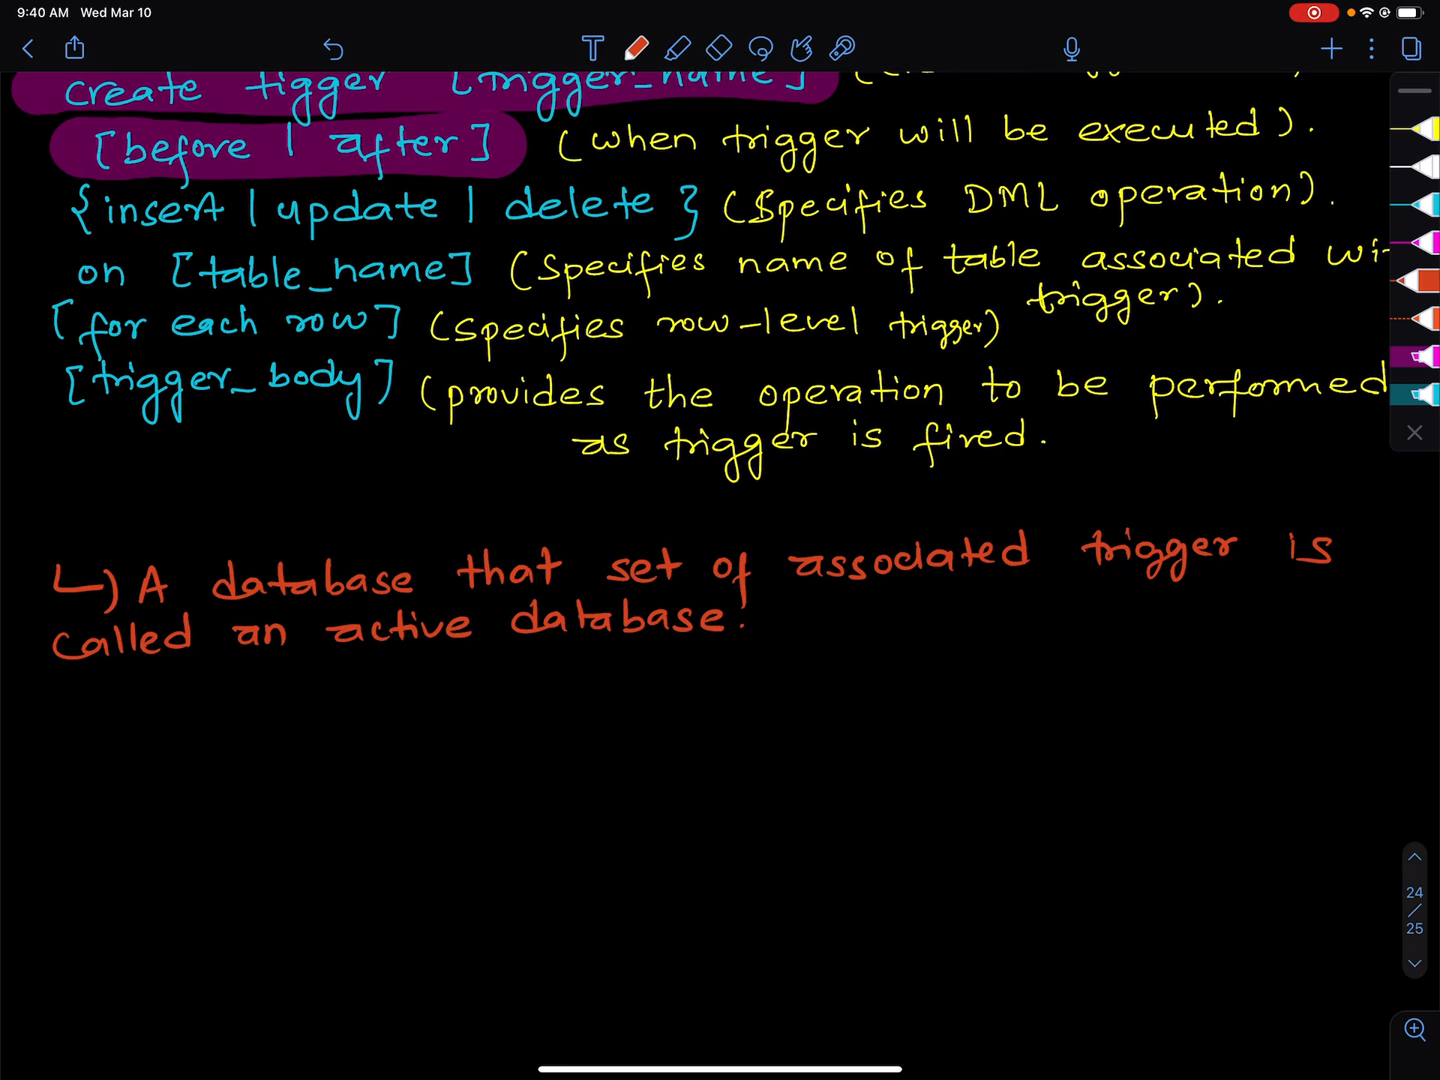 9:40 AM Wed Mar 10
create tigger [trigger_name]
[before | after] (when trigger will be executed).
{insert | update | delete } (Specifies DML operation).
on [table_name] (Specifies name of table associated wi
trigger).
[for each row] (specifies row-level trigger)
[trigger_body] (provides the operation to be performed
as trigger is fired.
↳) A database that set of associated trigger is
called an active database.
24
/
25